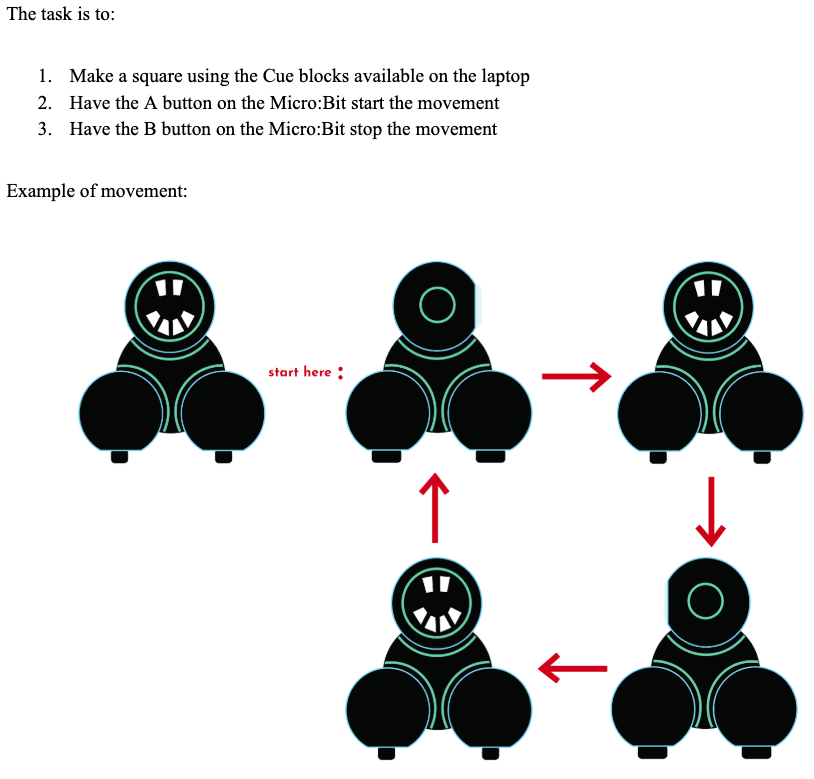 The task is to:
1. Make a square using the Cue blocks available on the laptop
2. Have the A button on the Micro:Bit start the movement
3. Have the B button on the Micro:Bit stop the movement
Example of movement:
start here :